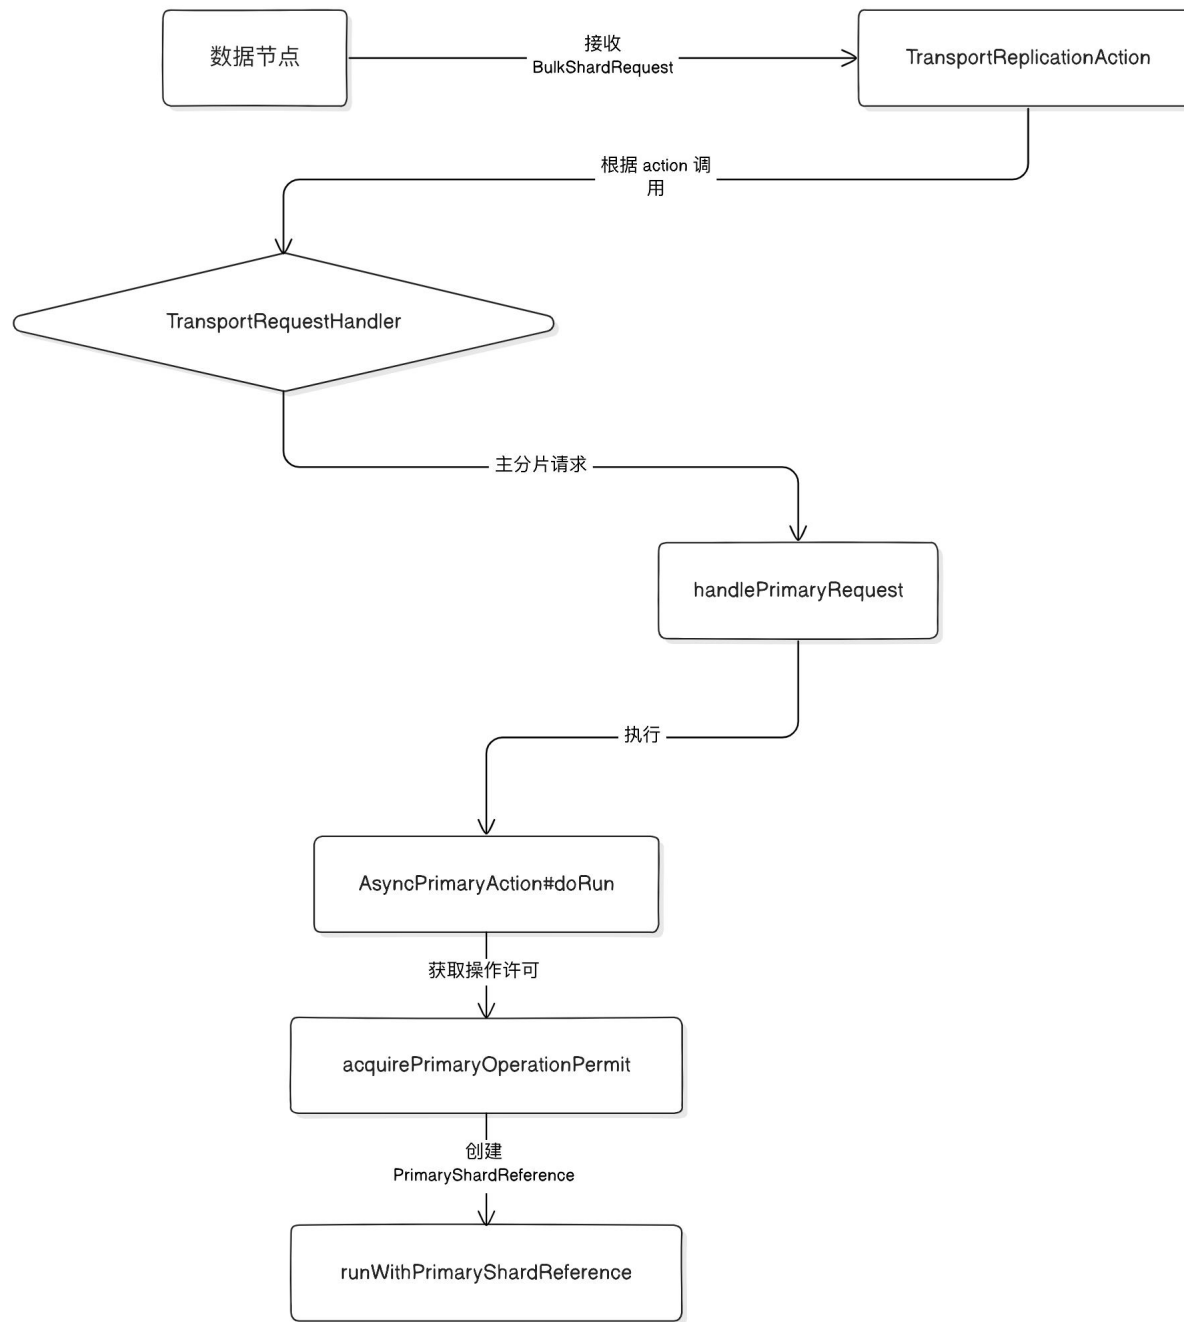 数据节点
接收
BulkShardRequest
TransportReplicationAction
根据 action 调
用
TransportRequestHandler
主分片请求
handlePrimaryRequest
执行
AsyncPrimaryAction#doRun
获取操作许可
acquirePrimaryOperationPermit
创建
PrimaryShardReference
runWithPrimaryShardReference